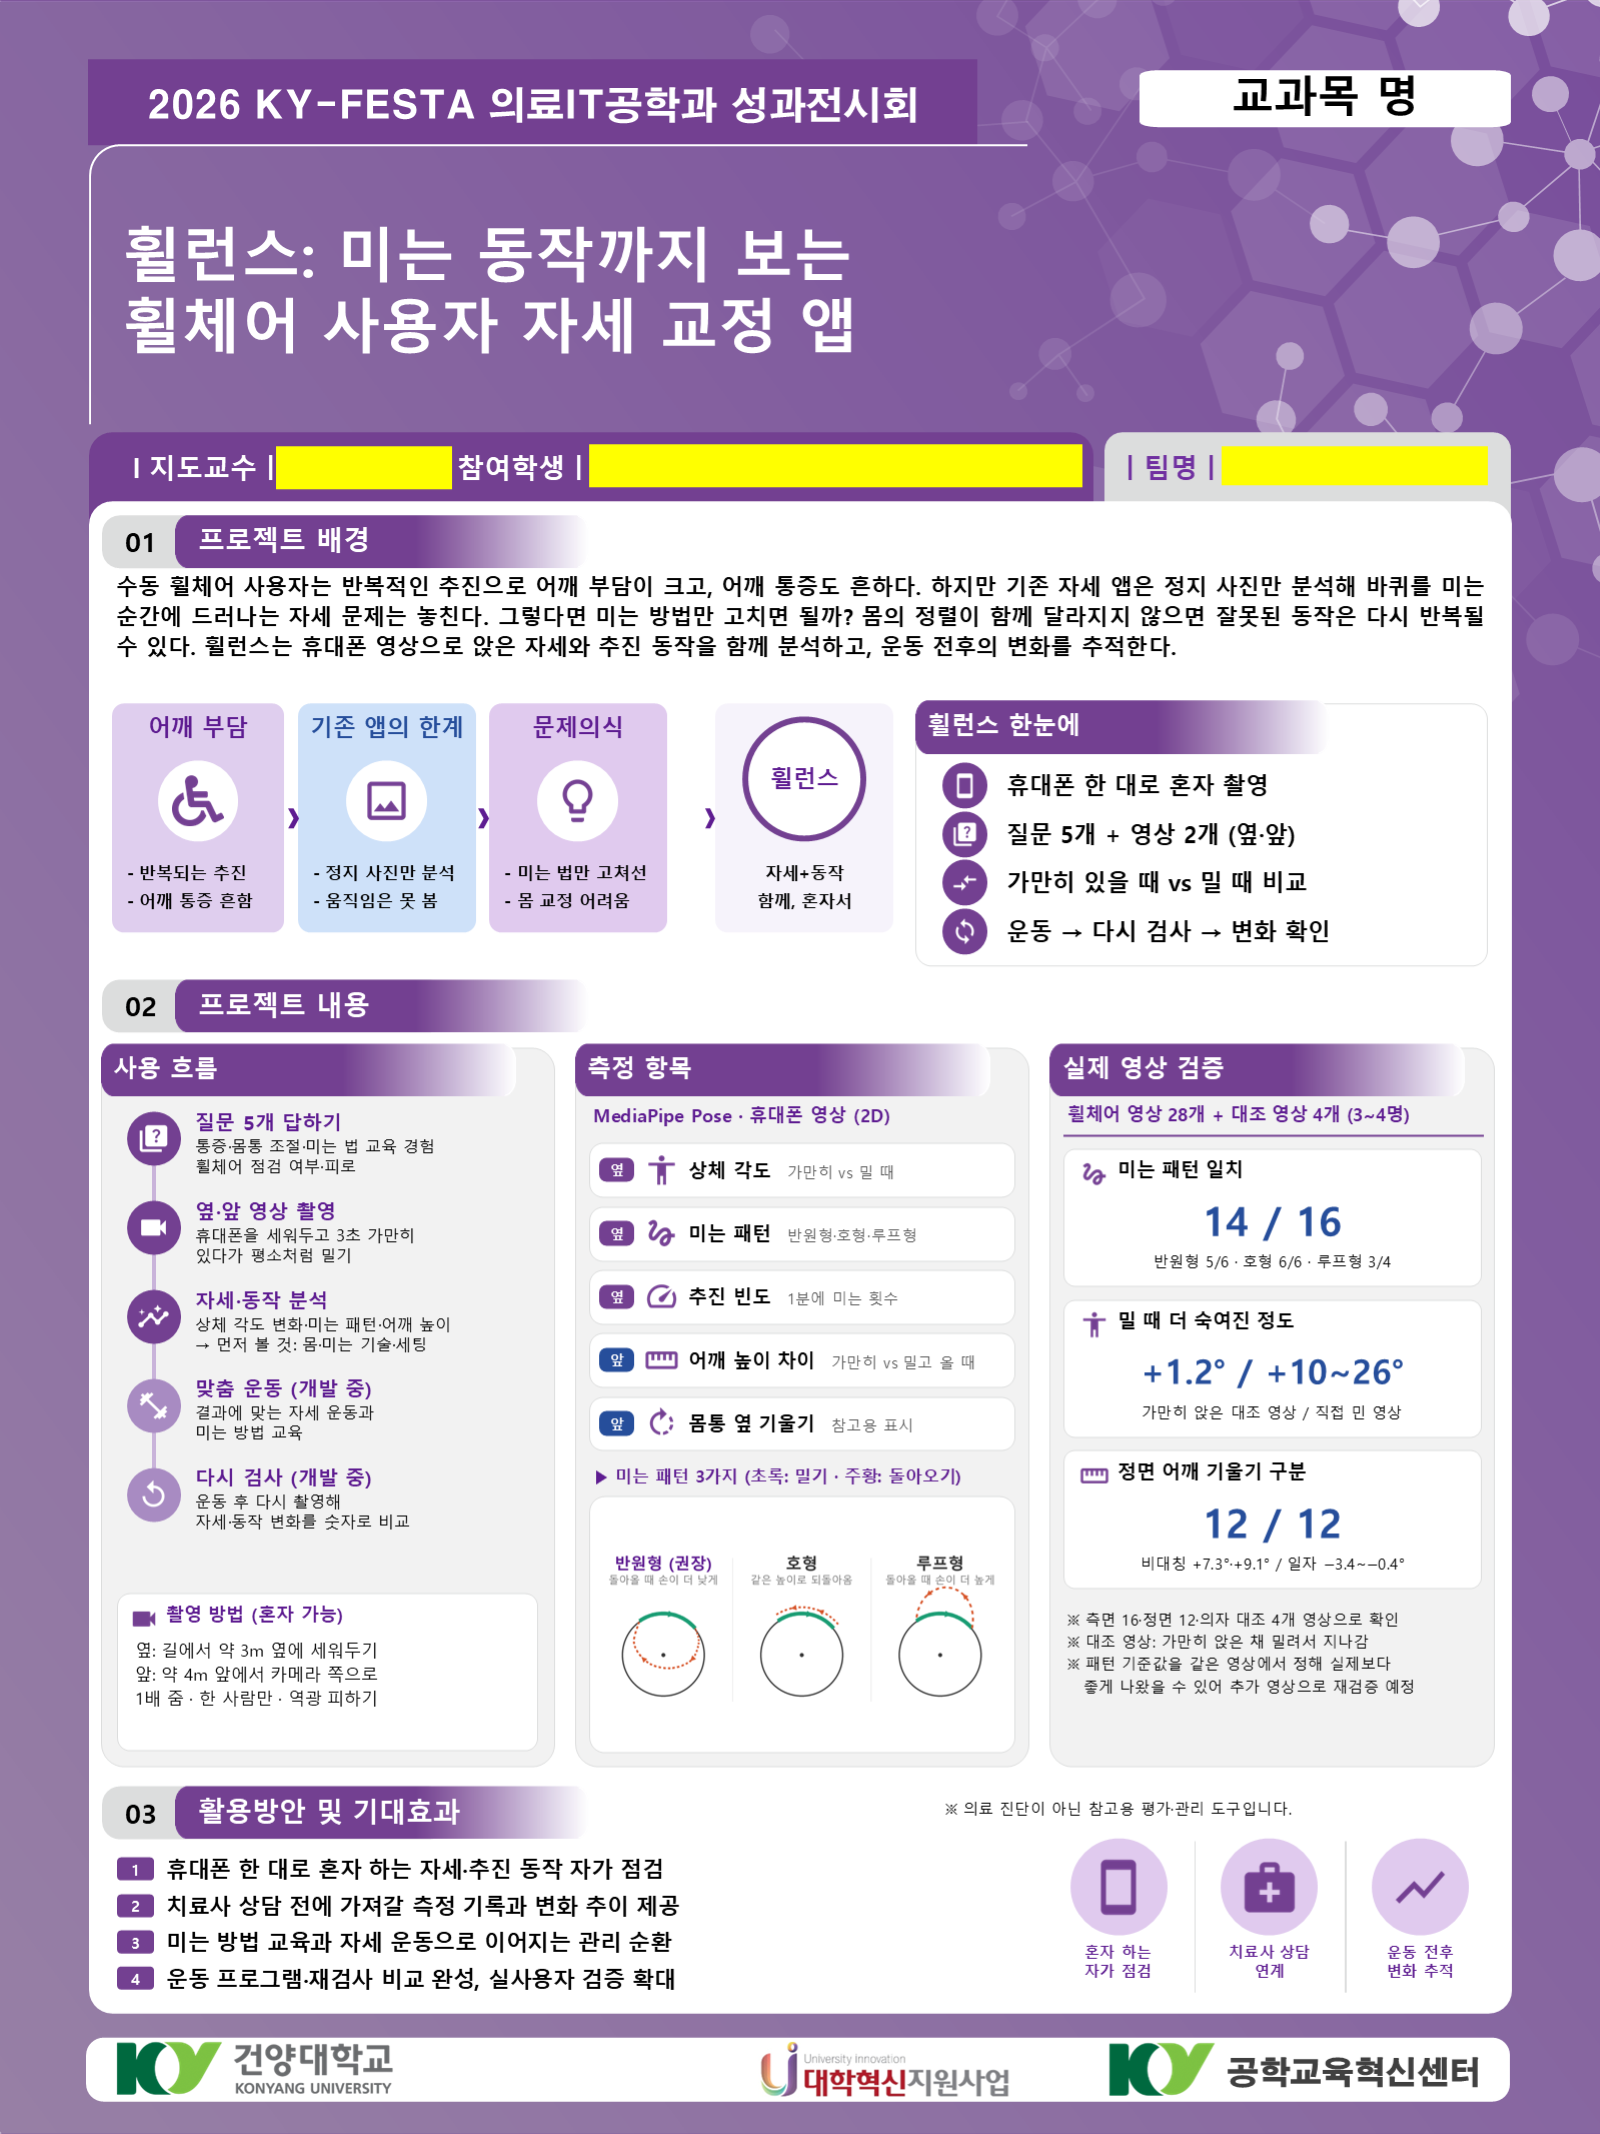 2026 KY-FESTA 의료IT공학과 성과전시회
교과목 명
휠런스: 미는 동작까지 보는
휠체어 사용자 자세 교정 앱
| 지도교수 |
참여학생 |
| 팀명 |
01 프로젝트 배경
수동 휠체어 사용자는 반복적인 추진으로 어깨 부담이 크고, 어깨 통증도 흔하다. 하지만 기존 자세 앱은 정지 사진만 분석해 바퀴를 미는
순간에 드러나는 자세 문제는 놓친다. 그렇다면 미는 방법만 고치면 될까? 몸의 정렬이 함께 달라지지 않으면 잘못된 동작은 다시 반복될
수 있다. 휠런스는 휴대폰 영상으로 앉은 자세와 추진 동작을 함께 분석하고, 운동 전후의 변화를 추적한다.
어깨 부담
- 반복되는 추진
- 어깨 통증 흔함
기존 앱의 한계
- 정지 사진만 분석
- 움직임은 못 봄
문제의식
- 미는 법만 고쳐선
- 몸 교정 어려움
휠런스
자세+동작
함께, 혼자서
휠런스 한눈에
휴대폰 한 대로 혼자 촬영
질문 5개 + 영상 2개 (옆·앞)
가만히 있을 때 vs 밀 때 비교
운동 → 다시 검사 → 변화 확인
02 프로젝트 내용
사용 흐름
질문 5개 답하기
통증·몸통 조절·미는 법 교육 경험
휠체어 점검 여부·피로
옆·앞 영상 촬영
휴대폰을 세워두고 3초 가만히
있다가 평소처럼 밀기
자세·동작 분석
상체 각도 변화·미는 패턴·어깨 높이
→ 먼저 볼 것: 몸·미는 기술·세팅
맞춤 운동 (개발 중)
결과에 맞는 자세 운동과
미는 방법 교육
다시 검사 (개발 중)
운동 후 다시 촬영해
자세·동작 변화를 숫자로 비교
촬영 방법 (혼자 가능)
옆: 길에서 약 3m 옆에 세워두기
앞: 약 4m 앞에서 카메라 쪽으로
1배 줌 · 한 사람만 · 역광 피하기
측정 항목
MediaPipe Pose · 휴대폰 영상 (2D)
옆 상체 각도 가만히 vs 밀 때
옆 미는 패턴 반원형·호형·루프형
옆 추진 빈도 1분에 미는 횟수
앞 어깨 높이 차이 가만히 vs 밀고 올 때
앞 몸통 옆 기울기 참고용 표시
▶ 미는 패턴 3가지 (초록: 밀기 · 주황: 돌아오기)
반원형 (권장)
돌아올 때 손이 더 낮게
호형
같은 높이로 되돌아옴
루프형
돌아올 때 손이 더 높게
실제 영상 검증
휠체어 영상 28개 + 대조 영상 4개 (3~4명)
미는 패턴 일치
14 / 16
반원형 5/6 · 호형 6/6 · 루프형 3/4
밀 때 더 숙여진 정도
+1.2° / +10~26°
가만히 앉은 대조 영상 / 직접 민 영상
정면 어깨 기울기 구분
12 / 12
비대칭 +7.3°·+9.1° / 일자 −3.4~−0.4°
※ 측면 16·정면 12·의자 대조 4개 영상으로 확인
※ 대조 영상: 가만히 앉은 채 밀려서 지나감
※ 패턴 기준값을 같은 영상에서 정해 실제보다
좋게 나왔을 수 있어 추가 영상으로 재검증 예정
03 활용방안 및 기대효과
※ 의료 진단이 아닌 참고용 평가·관리 도구입니다.
1 휴대폰 한 대로 혼자 하는 자세·추진 동작 자가 점검
2 치료사 상담 전에 가져갈 측정 기록과 변화 추이 제공
3 미는 방법 교육과 자세 운동으로 이어지는 관리 순환
4 운동 프로그램·재검사 비교 완성, 실사용자 검증 확대
혼자 하는
자가 점검
치료사 상담
연계
운동 전후
변화 추적
KY 건양대학교
KONYANG UNIVERSITY
University Innovation
대학혁신지원사업
KY 공학교육혁신센터